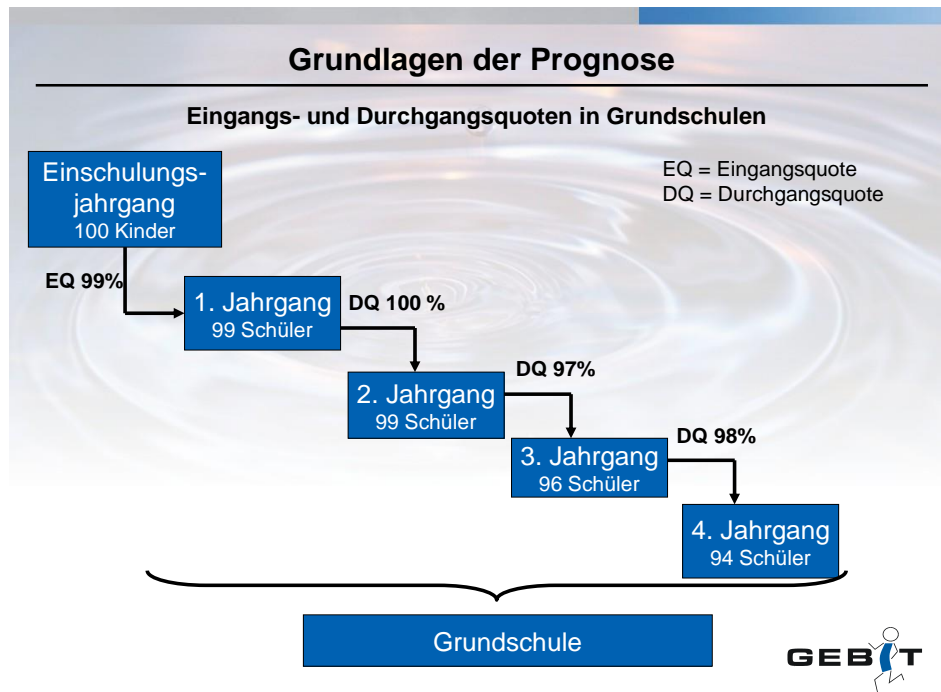 Grundlagen der Prognose
Eingangs- und Durchgangsquoten in Grundschulen
EQ = Eingangsquote
DQ = Durchgangsquote
Einschulungs-
jahrgang
100 Kinder
EQ 99%
1. Jahrgang
99 Schüler
DQ 100 %
2. Jahrgang
99 Schüler
DQ 97%
3. Jahrgang
96 Schüler
DQ 98%
4. Jahrgang
94 Schüler
Grundschule
GEBIT